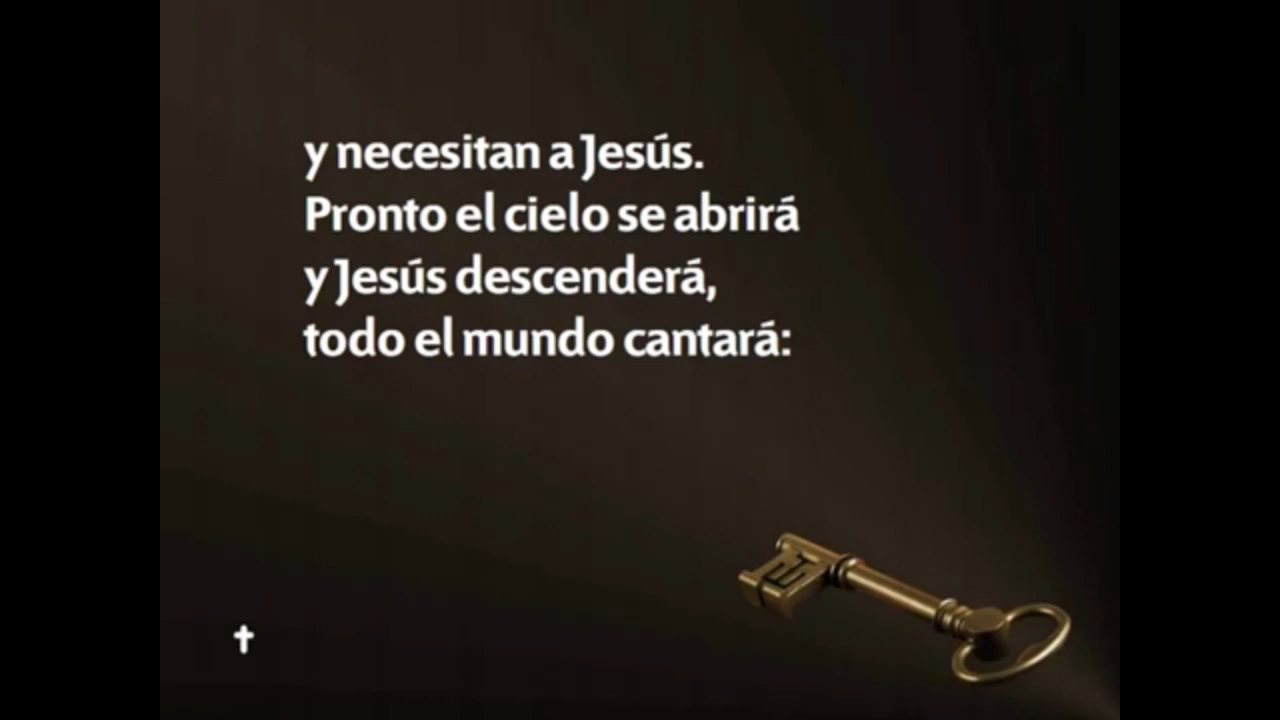 y necesitan a Jesús.
Pronto el cielo se abrirá
y Jesús descenderá,
todo el mundo cantará: